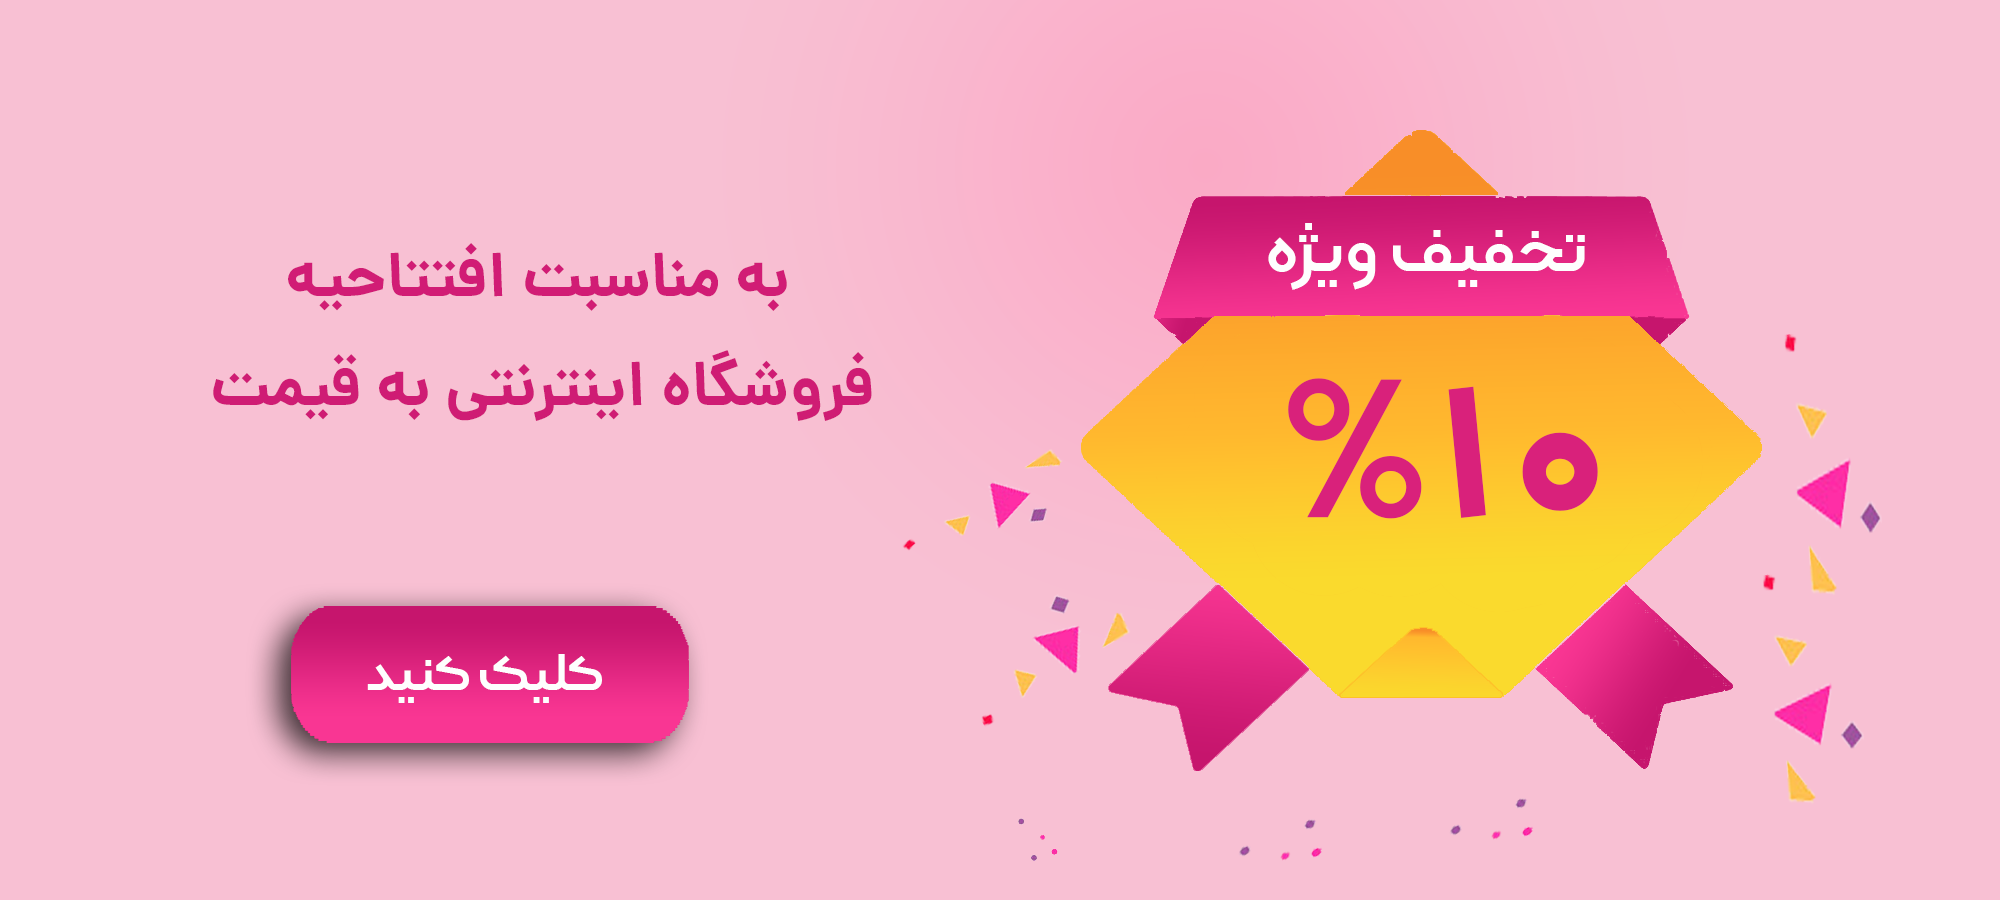 تخفیف ویژه
%۱۰
به مناسبت افتتاحیه
فروشگاه اینترنتی به قیمت
کلیک کنید